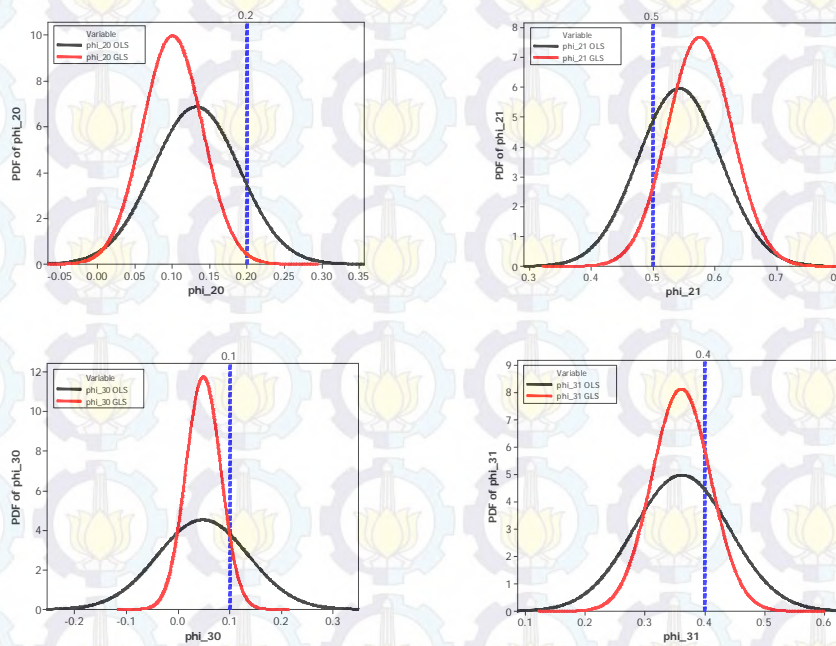 0.2
Variable
phi_20 OLS
phi_20 GLS
PDF of phi_20
10
8
6
4
2
0
-0.05 0.00 0.05 0.10 0.15 0.20 0.25 0.30 0.35
phi_20
0.5
Variable
phi_21 OLS
phi_21 GLS
PDF of phi_21
8
7
6
5
4
3
2
1
0
0.3 0.4 0.5 0.6 0.7
phi_21
0.1
Variable
phi_30 OLS
phi_30 GLS
PDF of phi_30
12
10
8
6
4
2
0
-0.2 -0.1 0.0 0.1 0.2 0.3
phi_30
0.4
Variable
phi_31 OLS
phi_31 GLS
PDF of phi_31
9
8
7
6
5
4
3
2
1
0
0.1 0.2 0.3 0.4 0.5 0.6
phi_31